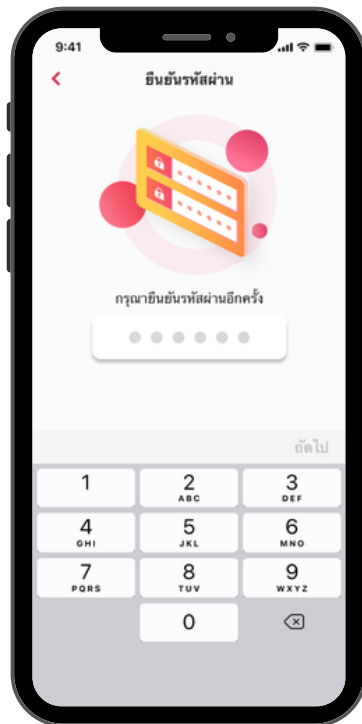 9:41
ยืนยันรหัสผ่าน
กรุณายืนยันรหัสผ่านอีกครั้ง
ถัดไป
1 2 3
ABC DEF
4 5 6
GHI JKL MNO
7 8 9
PQRS TUV WXYZ
0